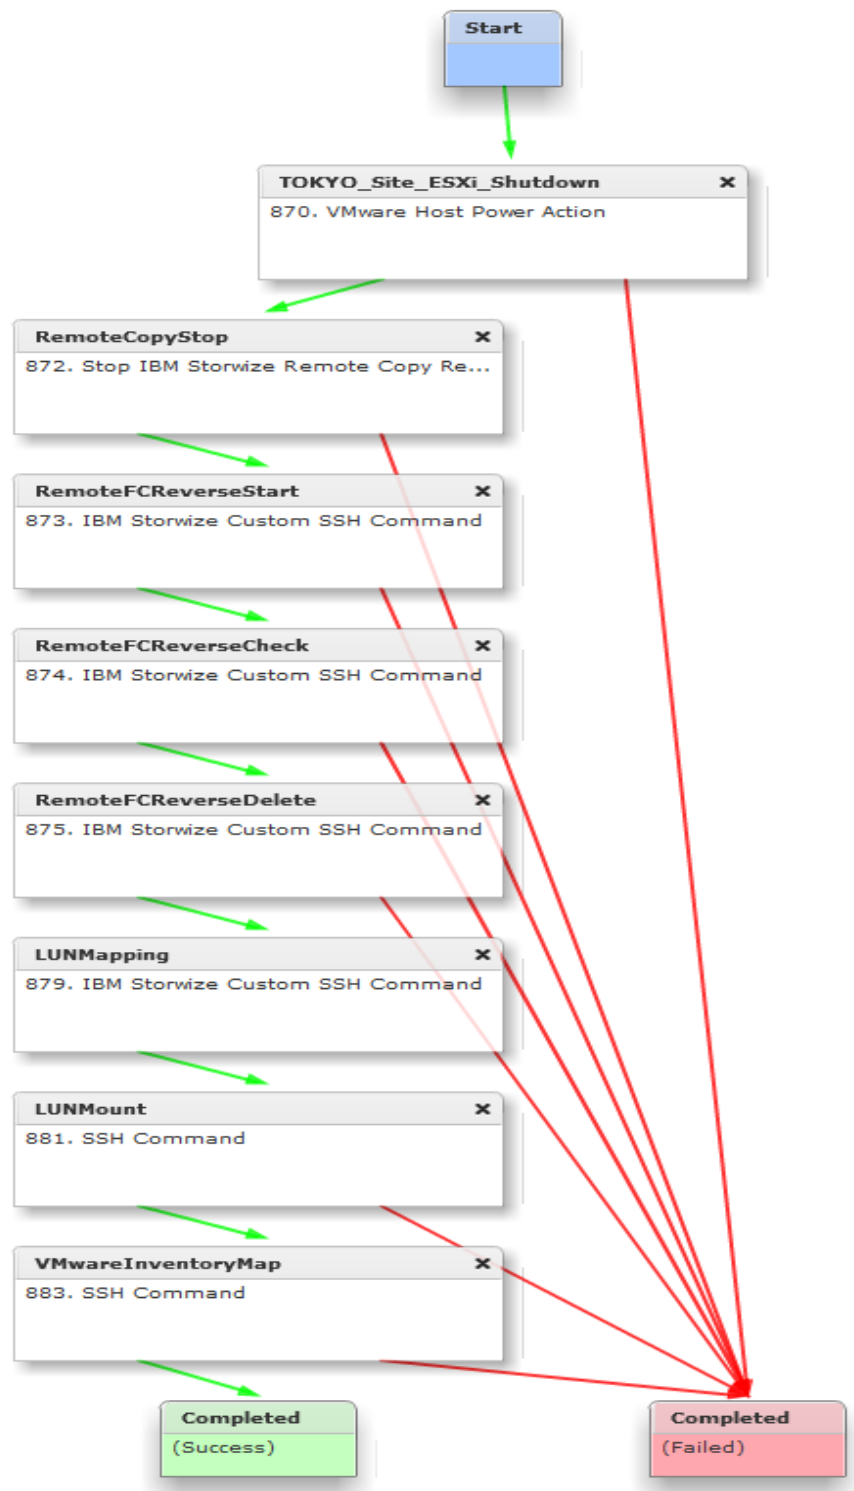 Start
TOKYO_Site_ESXi_Shutdown ×
870. VMware Host Power Action
RemoteCopyStop ×
872. Stop IBM Storwize Remote Copy Re...
RemoteFCReverseStart ×
873. IBM Storwize Custom SSH Command
RemoteFCReverseCheck ×
874. IBM Storwize Custom SSH Command
RemoteFCReverseDelete ×
875. IBM Storwize Custom SSH Command
LUNMapping ×
879. IBM Storwize Custom SSH Command
LUNMount ×
881. SSH Command
VMwareInventoryMap ×
883. SSH Command
Completed
(Success)
Completed
(Failed)